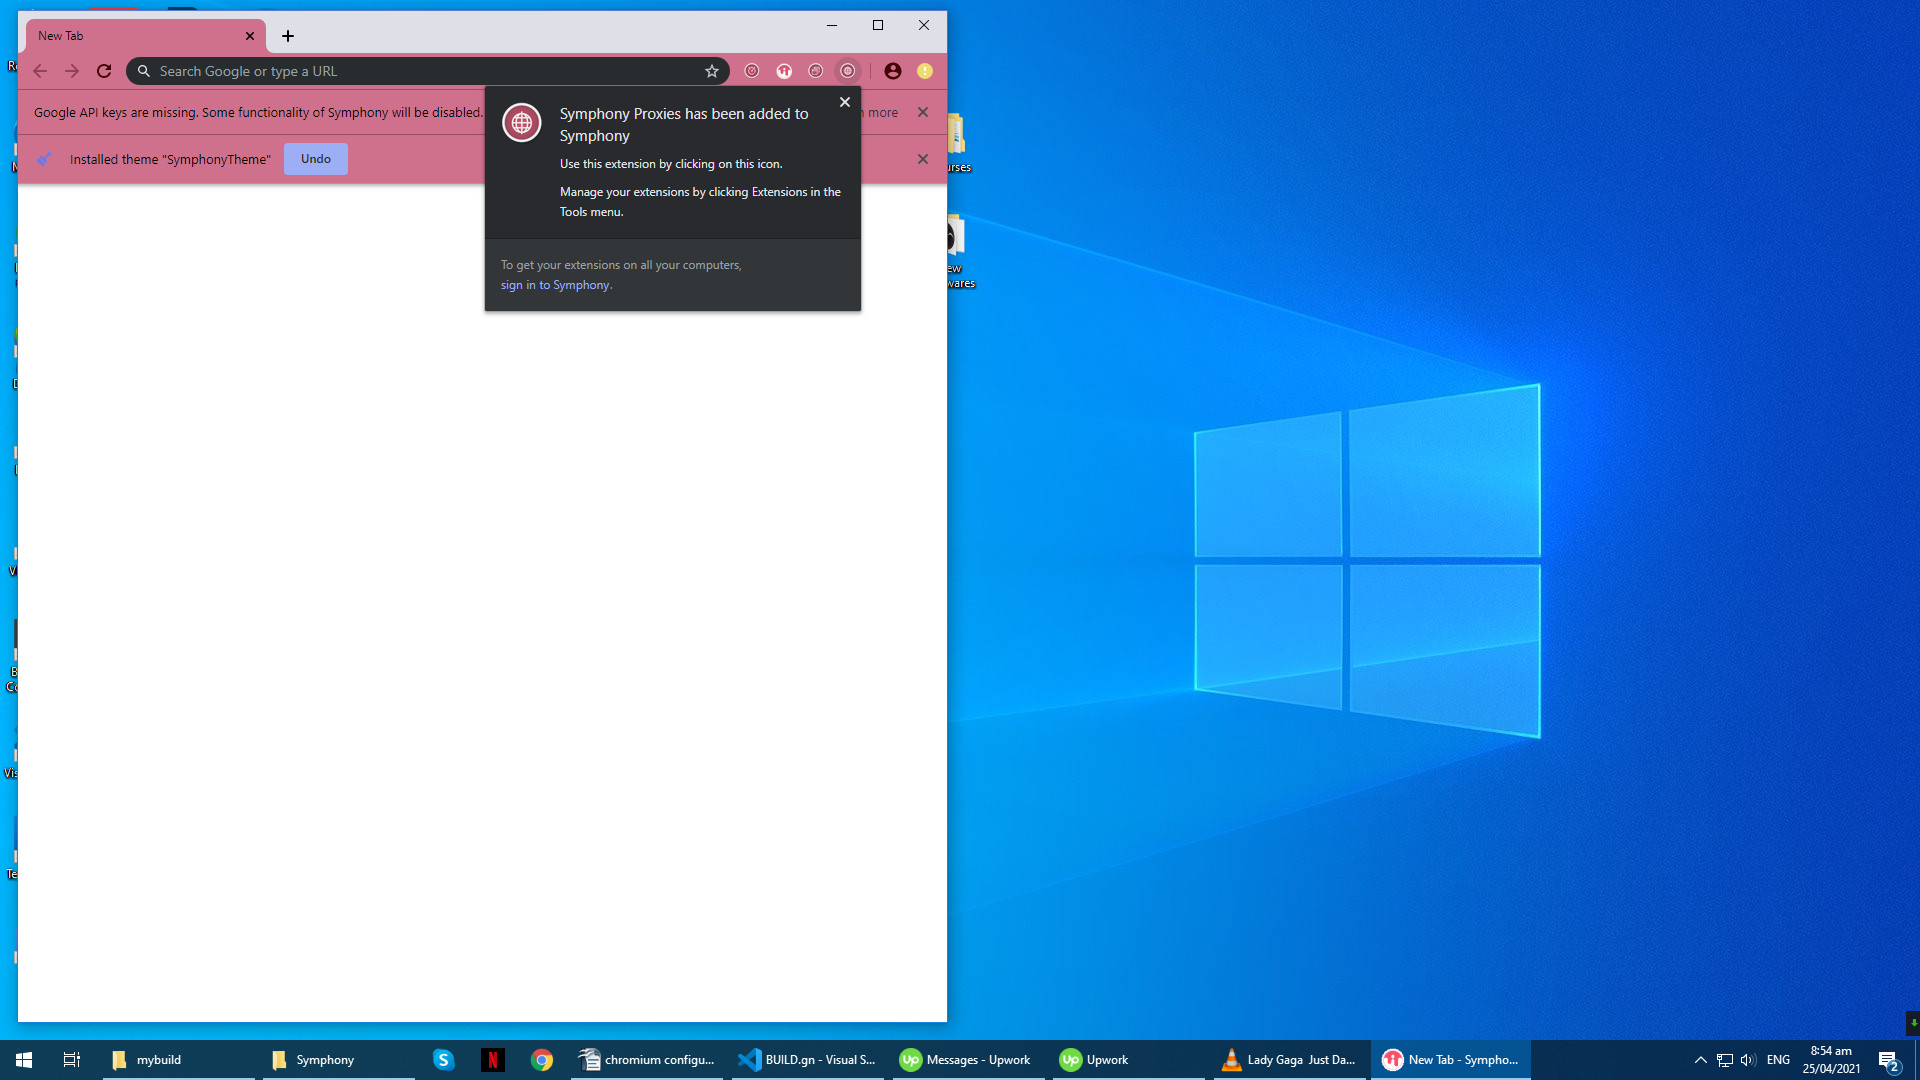 New Tab
Search Google or type a URL
Google API keys are missing. Some functionality of Symphony will be disabled.
more
Installed theme "SymphonyTheme"
Undo
Symphony Proxies has been added to
Symphony
Use this extension by clicking on this icon.
Manage your extensions by clicking Extensions in the
Tools menu.
To get your extensions on all your computers,
sign in to Symphony.
mybuild
Symphony
N
chromium configu...
BUILD.gn - Visual S...
Up
Messages - Upwork
Up
Upwork
Lady Gaga Just Da...
New Tab - Sympho...
ENG
8:54 am
25/04/2021
2